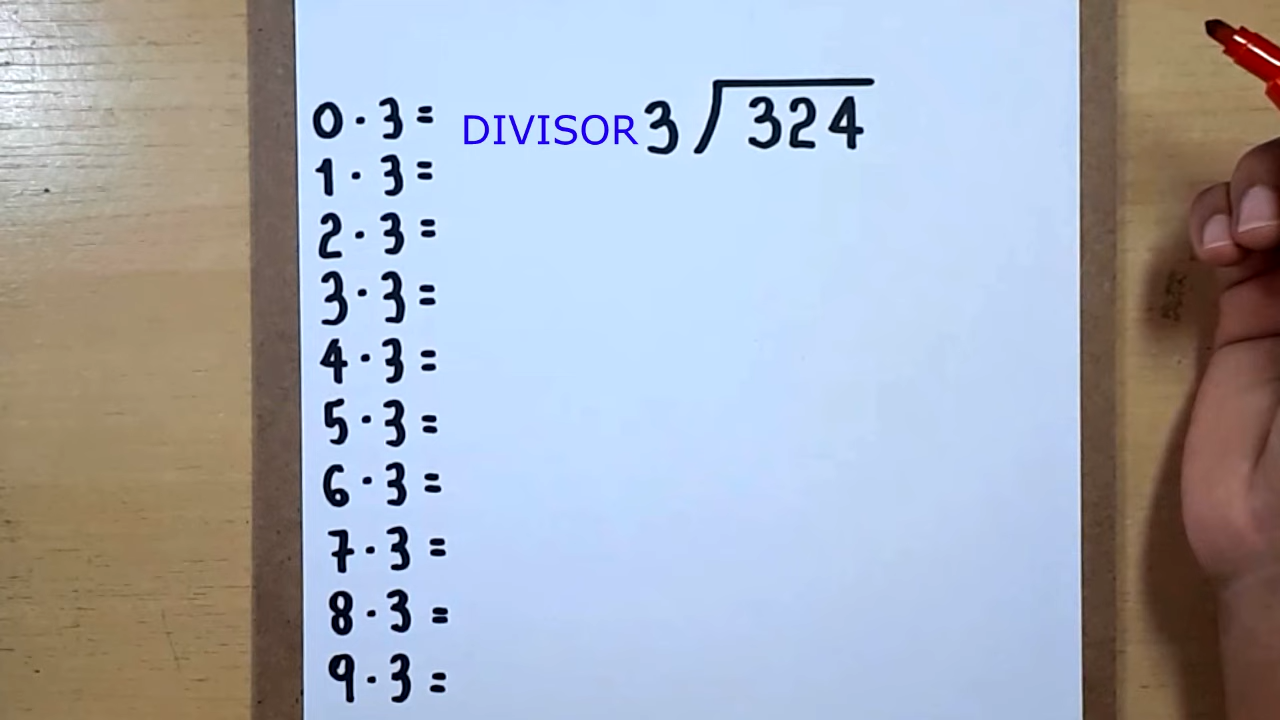 0 · 3 = DIVISOR 3 ) 324
1 · 3 =
2 · 3 =
3 · 3 =
4 · 3 =
5 · 3 =
6 · 3 =
7 · 3 =
8 · 3 =
9 · 3 =